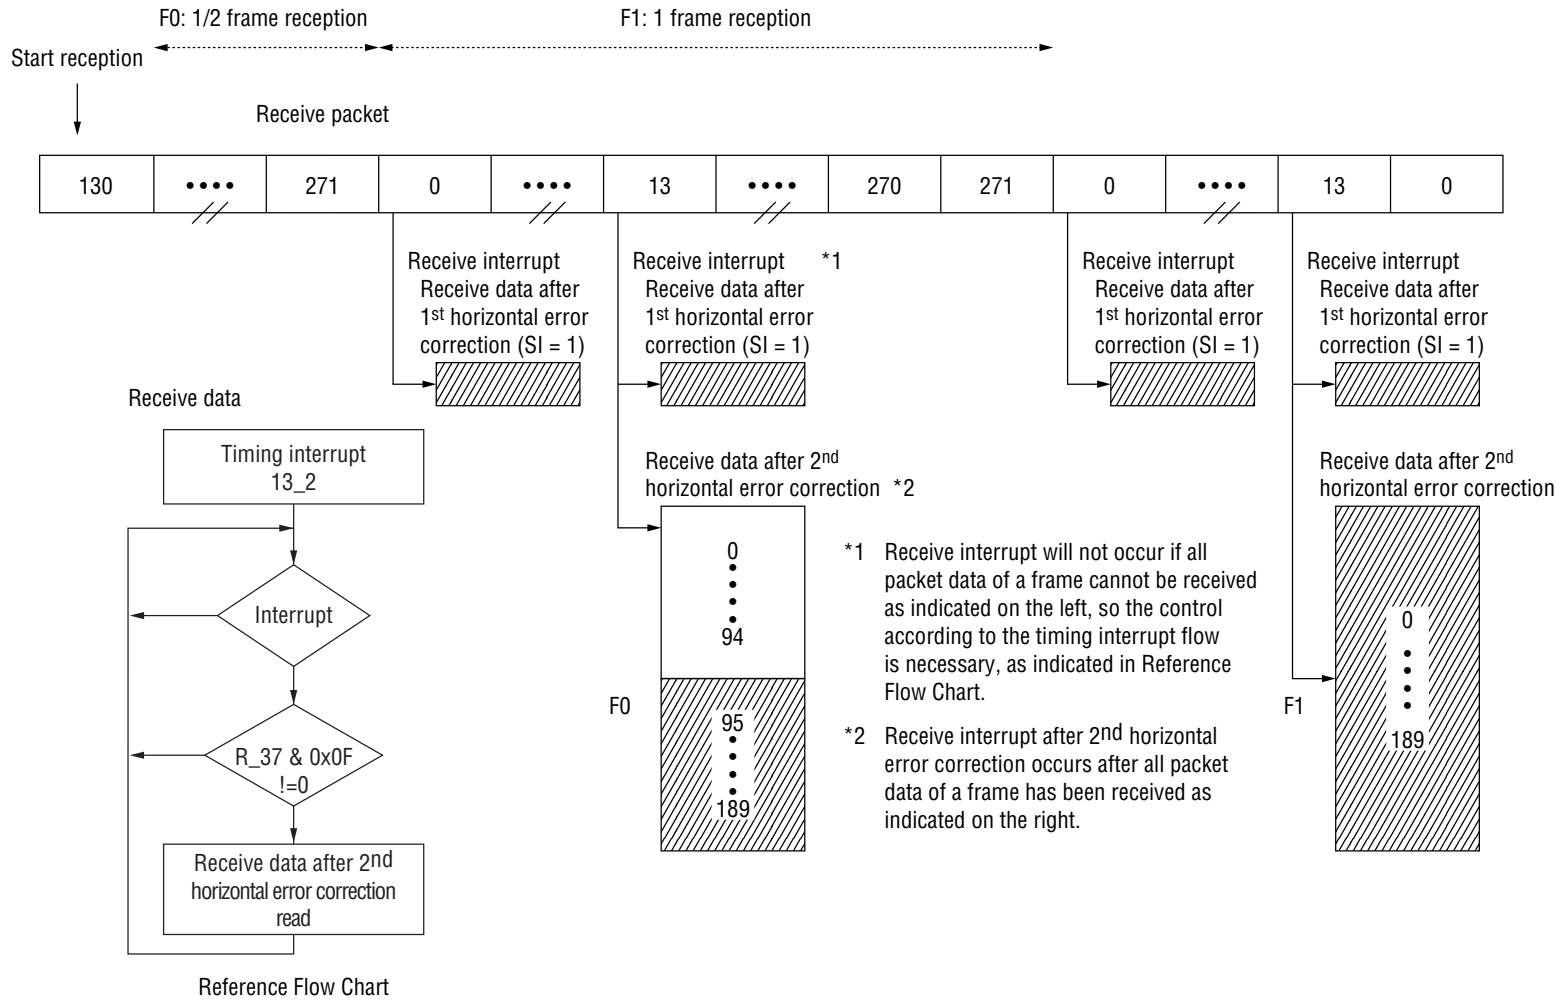 F0: 1/2 frame reception
F1: 1 frame reception
Start reception
Receive packet
130 •••• 271 0 •••• 13 •••• 270 271 0 •••• 13 0
Receive interrupt
Receive data after
1st horizontal error
correction (SI = 1)
Receive interrupt *1
Receive data after
1st horizontal error
correction (SI = 1)
Receive interrupt
Receive data after
1st horizontal error
correction (SI = 1)
Receive interrupt
Receive data after
1st horizontal error
correction (SI = 1)
Receive data
Timing interrupt
13_2
Interrupt
R_37 & 0x0F
!=0
Receive data after 2nd
horizontal error correction
read
Reference Flow Chart
Receive data after 2nd
horizontal error correction *2
0
94
F0
95
189
*1 Receive interrupt will not occur if all
packet data of a frame cannot be received
as indicated on the left, so the control
according to the timing interrupt flow
is necessary, as indicated in Reference
Flow Chart.
*2 Receive interrupt after 2nd horizontal
error correction occurs after all packet
data of a frame has been received as
indicated on the right.
Receive data after 2nd
horizontal error correction
F1
0
189